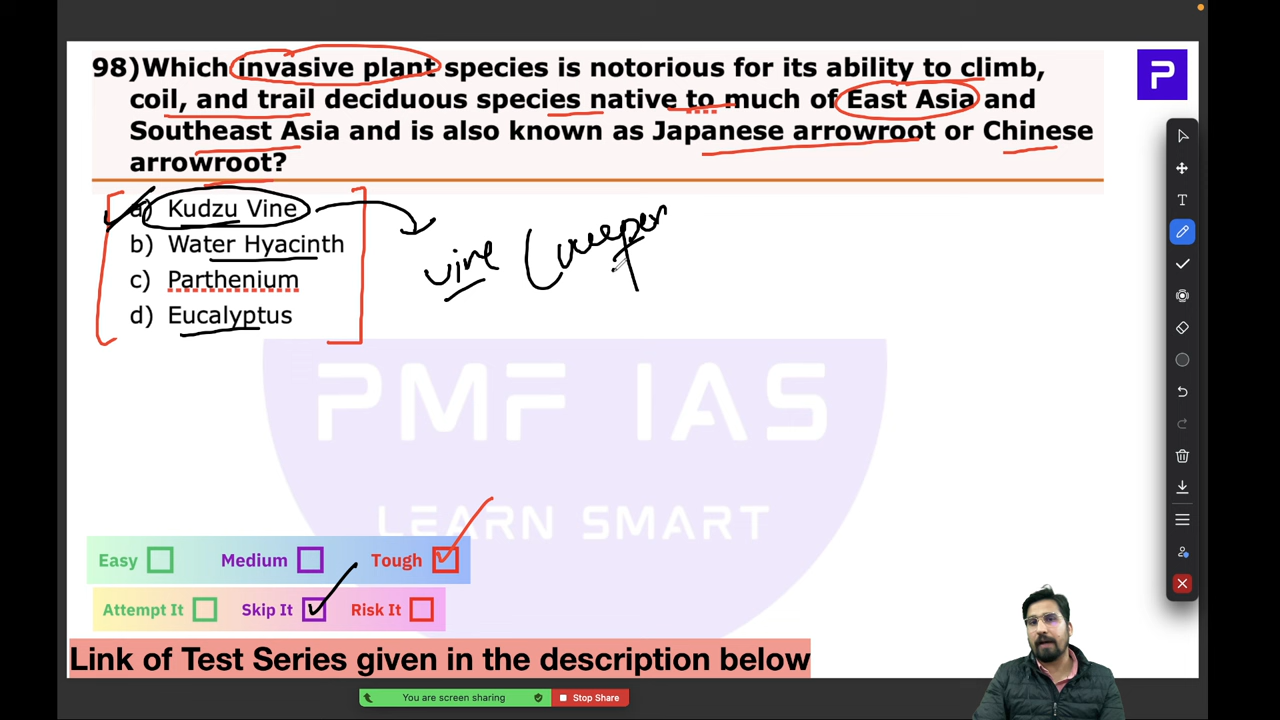 98)Which invasive plant species is notorious for its ability to climb,
coil, and trail deciduous species native to much of East Asia and
Southeast Asia and is also known as Japanese arrowroot or Chinese
arrowroot?
P
a) Kudzu Vine
b) Water Hyacinth
c) Parthenium
d) Eucalyptus
vine
PMF IAS
LEARN SMART
Easy Medium Tough
Attempt It Skip It Risk It
Link of Test Series given in the description below
You are screen sharing Stop Share
T